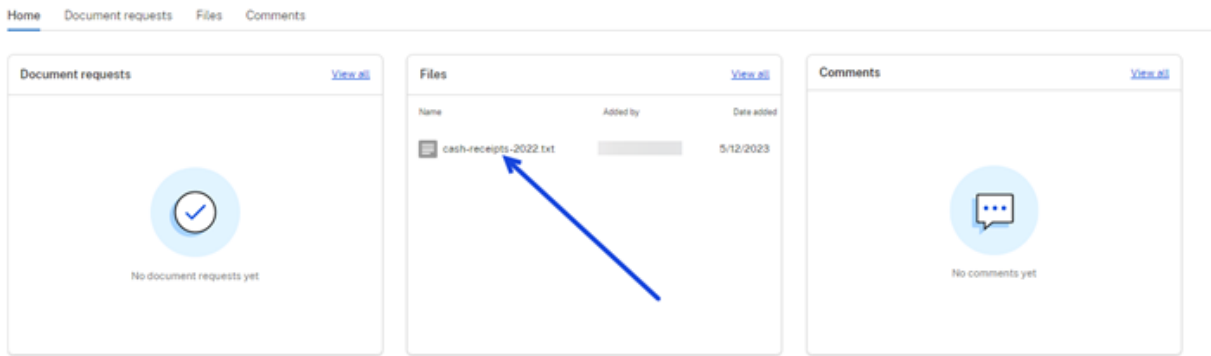 Home Document requests Files Comments
Document requests View all
No document requests yet
Files View all
Name Added by Date added
cash-receipts-2022.txt 5/12/2023
Comments View all
No comments yet